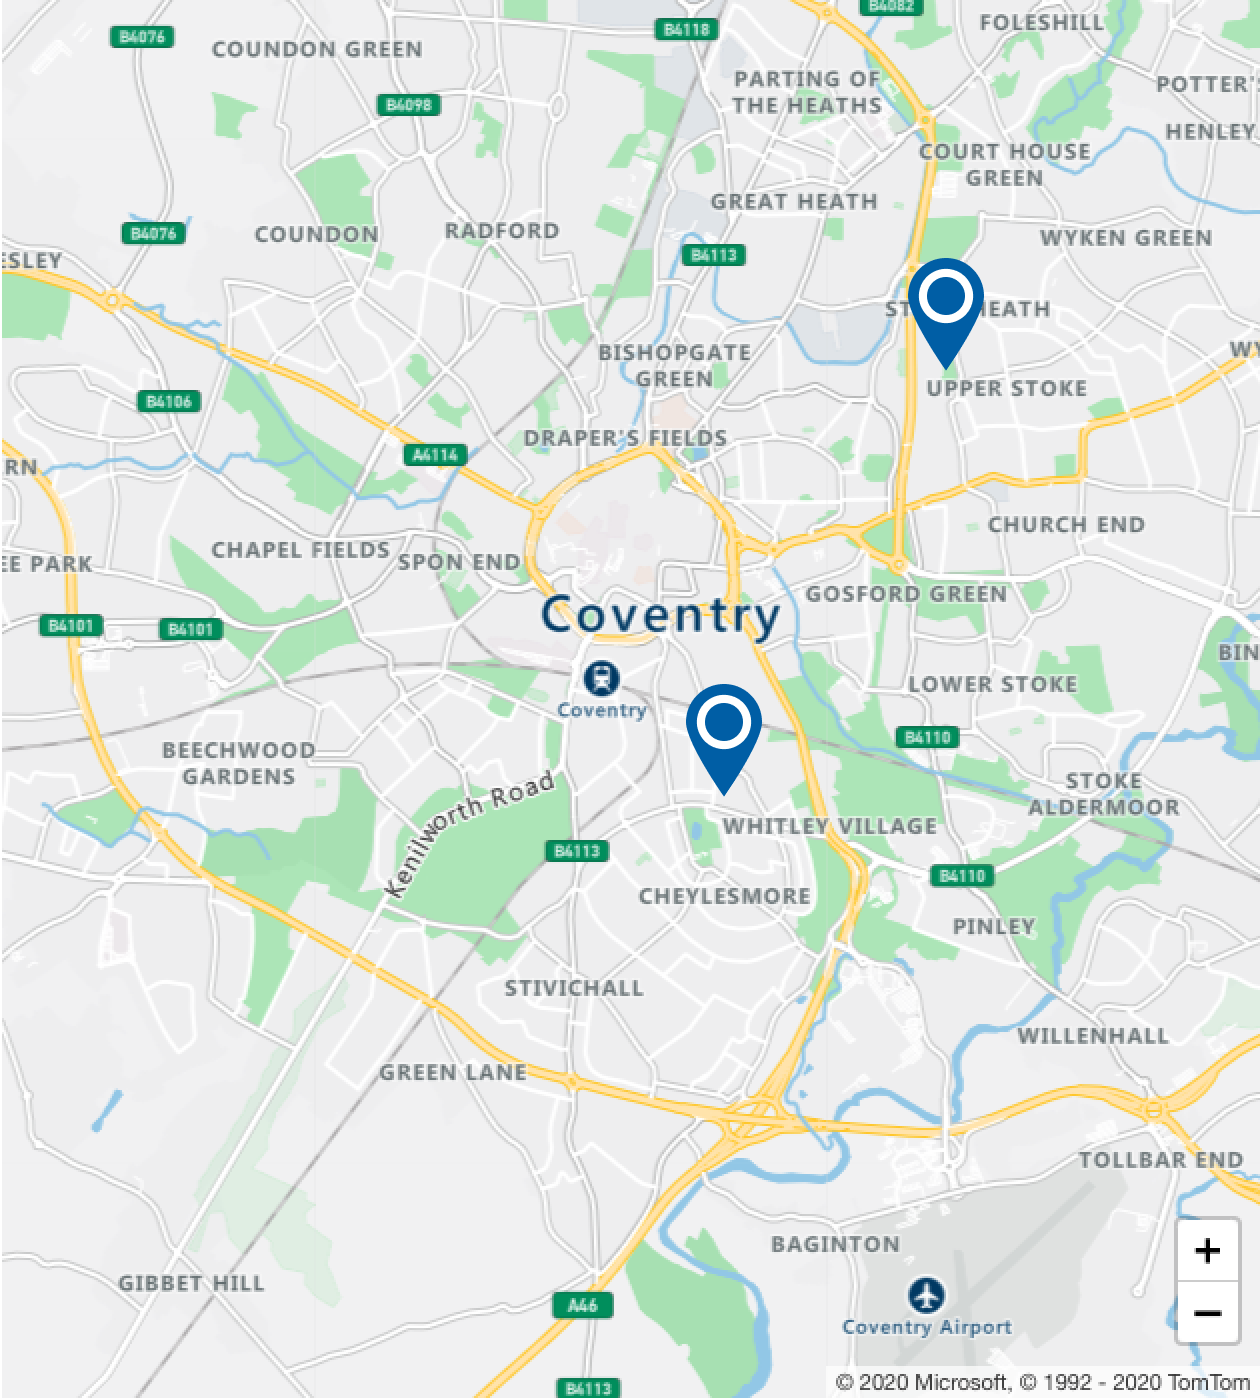 B4082
FOLESHILL
B4118
B4076
COUNDON GREEN
PARTING OF
THE HEATHS
POTTER'S
B4098
HENLEY
COURT HOUSE
GREEN
GREAT HEATH
B4076
COUNDON
RADFORD
WYKEN GREEN
B4113
ESLEY
ST
HEATH
BISHOPGATE
GREEN
WY
UPPER STOKE
B4106
DRAPER'S FIELDS
A4114
RN
CHURCH END
CHAPEL FIELDS
SPON END
EE PARK
GOSFORD GREEN
Coventry
B4101
B4101
BIN
LOWER STOKE
Coventry
B4110
BEECHWOOD
GARDENS
STOKE
ALDERMOOR
Kenilworth Road
WHITLEY VILLAGE
B4113
B4110
CHEYLESMORE
PINLEY
STIVICHALL
WILLENHALL
GREEN LANE
TOLLBAR END
BAGINTON
+
GIBBET HILL
A46
−
Coventry Airport
B4113
© 2020 Microsoft, © 1992 - 2020 TomTom